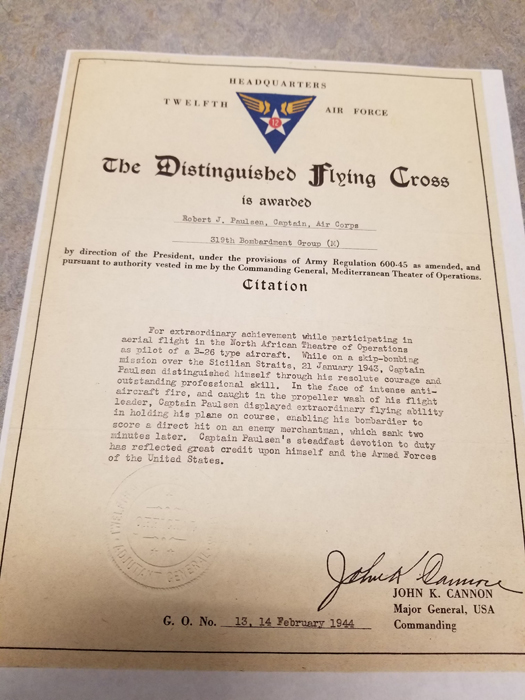 HEADQUARTERS
TWELFTH AIR FORCE
12
The Distinguished Flying Cross
is awarded
Robert J. Paulsen, Captain, Air Corps
319th Bombardment Group (M)
by direction of the President, under the provisions of Army Regulation 600-45 as amended, and
pursuant to authority vested in me by the Commanding General, Mediterranean Theater of Operations.
Citation
For extraordinary achievement while participating in
aerial flight in the North African Theatre of Operations
as pilot of a B-26 type aircraft. While on a skip-bombing
mission over the Sicilian Straits, 21 January 1943, Captain
Paulsen distinguished himself through his resolute courage and
outstanding professional skill. In the face of intense anti-
aircraft fire, and caught in the propeller wash of his flight
leader, Captain Paulsen displayed extraordinary flying ability
in holding his plane on course, enabling his bombardier to
score a direct hit on an enemy merchantman, which sank two
minutes later. Captain Paulsen's steadfast devotion to duty
has reflected great credit upon himself and the Armed Forces
of the United States.
John K Cannon
JOHN K. CANNON
Major General, USA
Commanding
G. O. No. 13, 14 February 1944